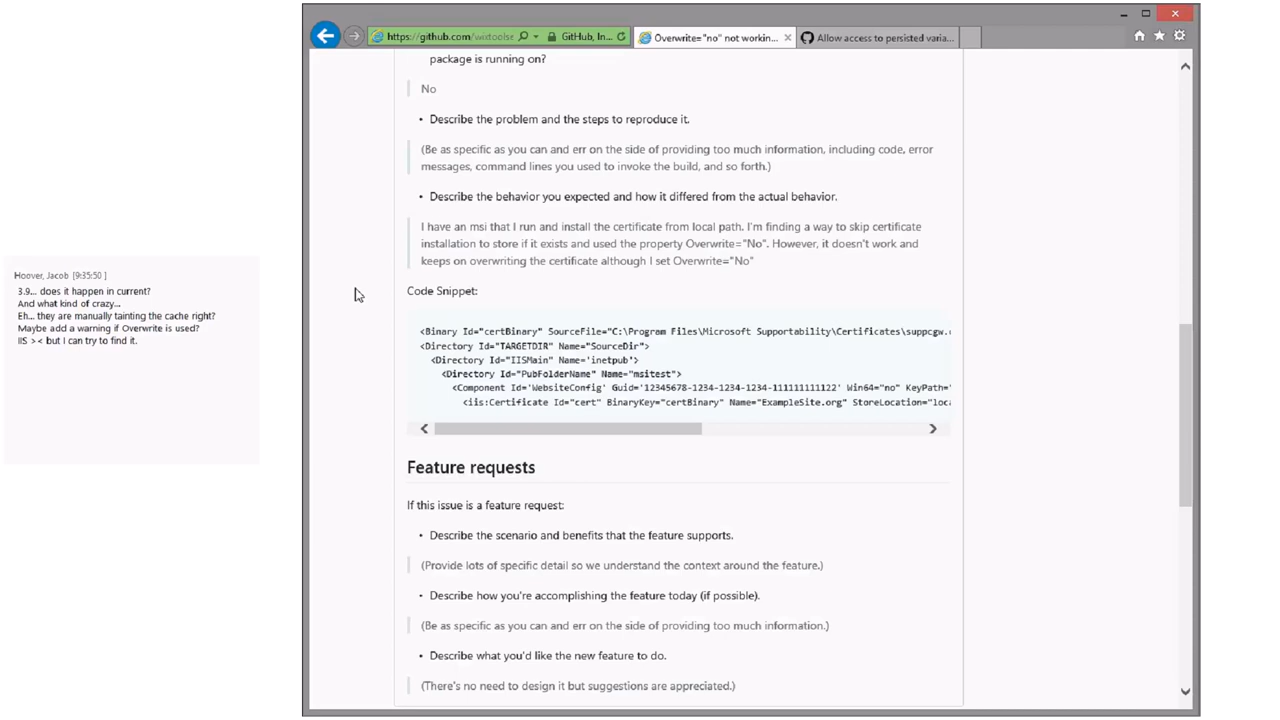 https://github.com/wixtoolse
GitHub, In...
Overwrite="no" not workin...
Allow access to persisted varia...
package is running on?
No
• Describe the problem and the steps to reproduce it.
(Be as specific as you can and err on the side of providing too much information, including code, error
messages, command lines you used to invoke the build, and so forth.)
• Describe the behavior you expected and how it differed from the actual behavior.
I have an msi that I run and install the certificate from local path. I'm finding a way to skip certificate
installation to store if it exists and used the property Overwrite="No". However, it doesn't work and
keeps on overwriting the certificate although I set Overwrite="No"
Hoover, Jacob [9:35:50 ]
3.9... does it happen in current?
And what kind of crazy...
Eh... they are manually tainting the cache right?
Maybe add a warning if Overwrite is used?
IIS >< but I can try to find it.
Code Snippet:
<Binary Id="certBinary" SourceFile="C:\Program Files\Microsoft Supportability\Certificates\suppcgw.c
<Directory Id="TARGETDIR" Name="SourceDir">
<Directory Id="IISMain" Name='inetpub'>
<Directory Id="PubFolderName" Name="msitest">
<Component Id='WebsiteConfig' Guid='12345678-1234-1234-1234-111111111122' Win64="no" KeyPath='
<iis:Certificate Id="cert" BinaryKey="certBinary" Name="ExampleSite.org" StoreLocation="loca
Feature requests
If this issue is a feature request:
• Describe the scenario and benefits that the feature supports.
(Provide lots of specific detail so we understand the context around the feature.)
• Describe how you're accomplishing the feature today (if possible).
(Be as specific as you can and err on the side of providing too much information.)
• Describe what you'd like the new feature to do.
(There's no need to design it but suggestions are appreciated.)